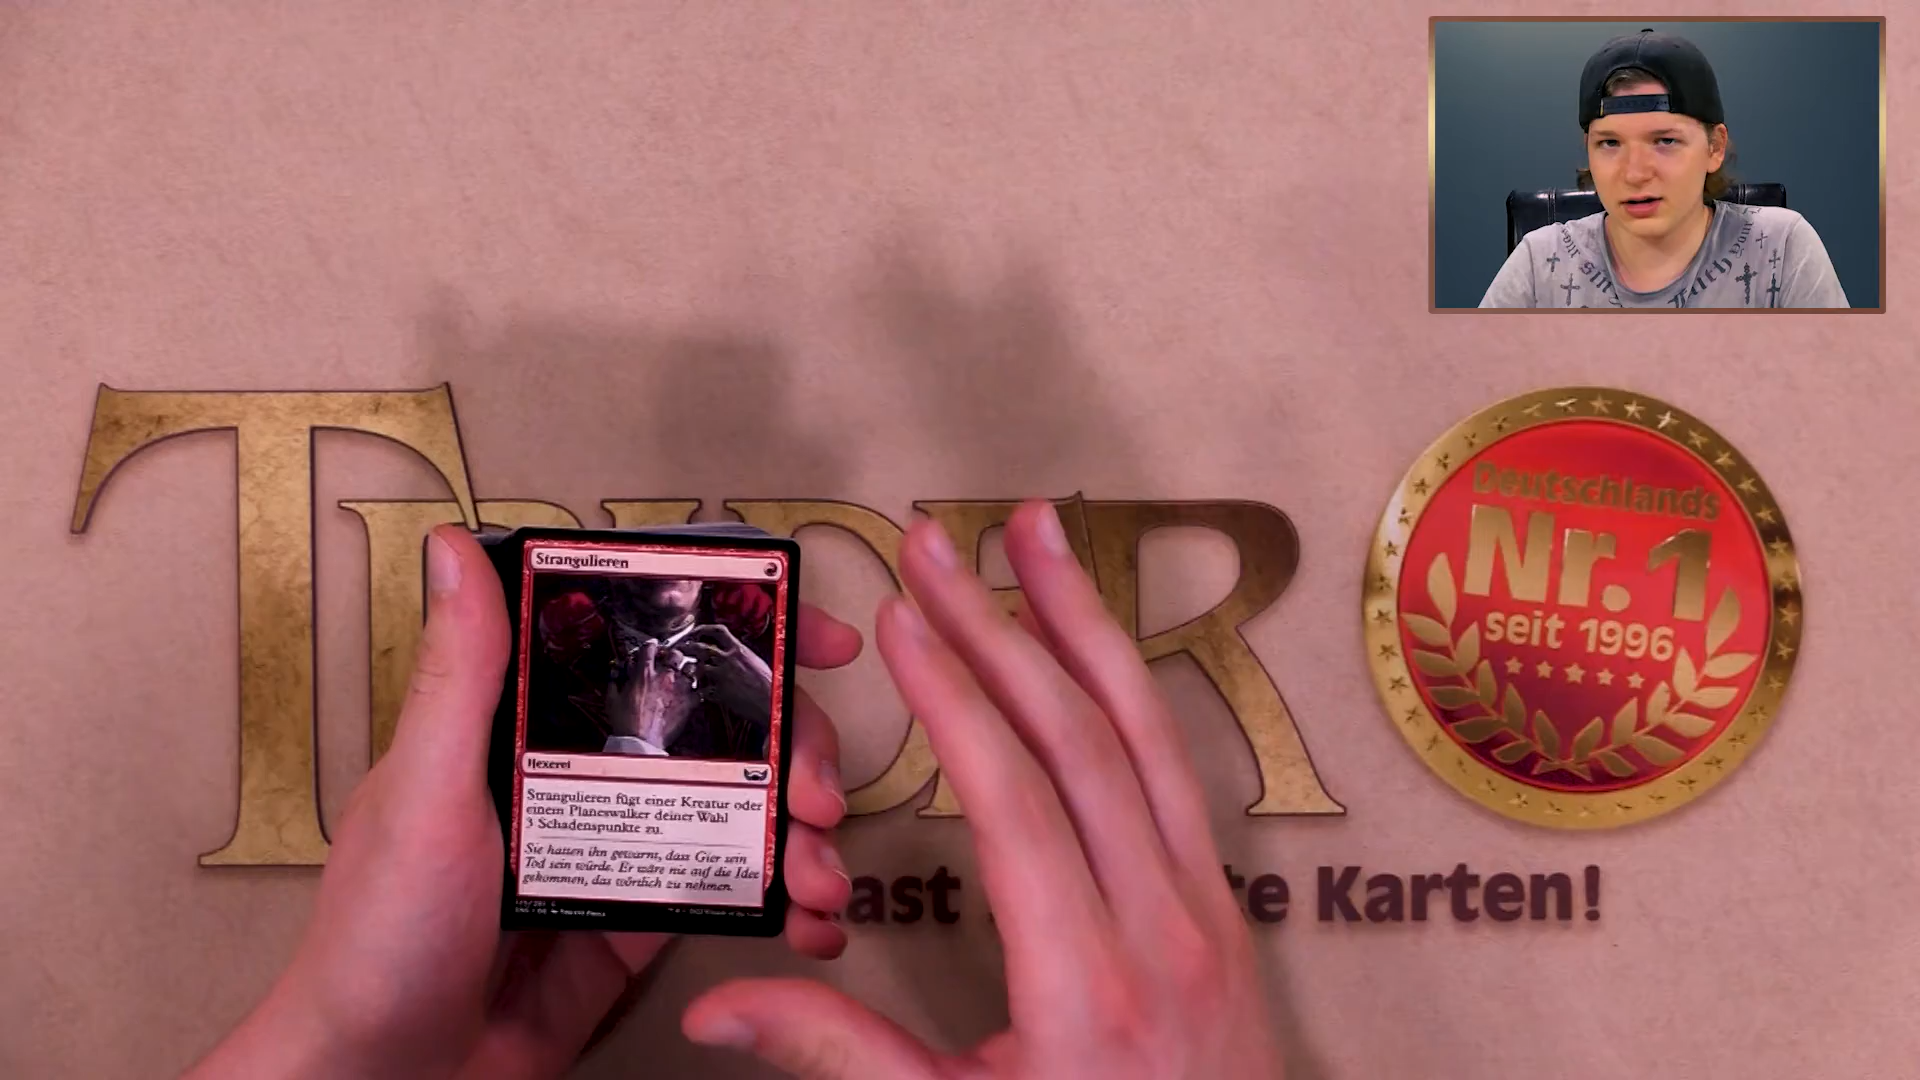 TRADER
Deutschlands
Nr. 1
seit 1996
Karten!
Strangulieren
Hexerei
Strangulieren fügt einer Kreatur oder
einem Planeswalker deiner Wahl
3 Schadenspunkte zu.
Sie hatten ihn gewarnt, dass Gier sein
Tod sein würde. Er wäre nie auf die Idee
gekommen, das wörtlich zu nehmen.